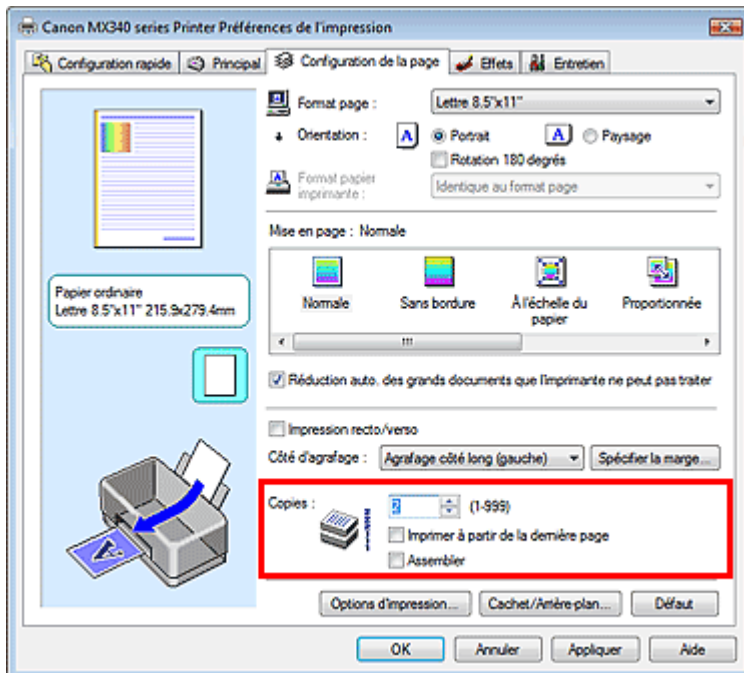 Canon MX340 series Printer Préférences de l'impression
Configuration rapide Principal Configuration de la page Effets Entretien
Format page : Lettre 8.5"x11"
Orientation : A Portrait A Paysage
Rotation 180 degrés
Format papier imprimante : Identique au format page
Mise en page : Normale
Normale Sans bordure À l'échelle du papier Proportionnée
Papier ordinaire
Lettre 8.5"x11" 215.9x279.4mm
Réduction auto. des grands documents que l'imprimante ne peut pas traiter
Impression recto/verso
Côté d'agrafage : Agrafage côté long (gauche) Spécifier la marge...
Copies : 2 (1-999)
Imprimer à partir de la dernière page
Assembler
A
Options d'impression... Cachet/Arrière-plan... Défaut
OK Annuler Appliquer Aide